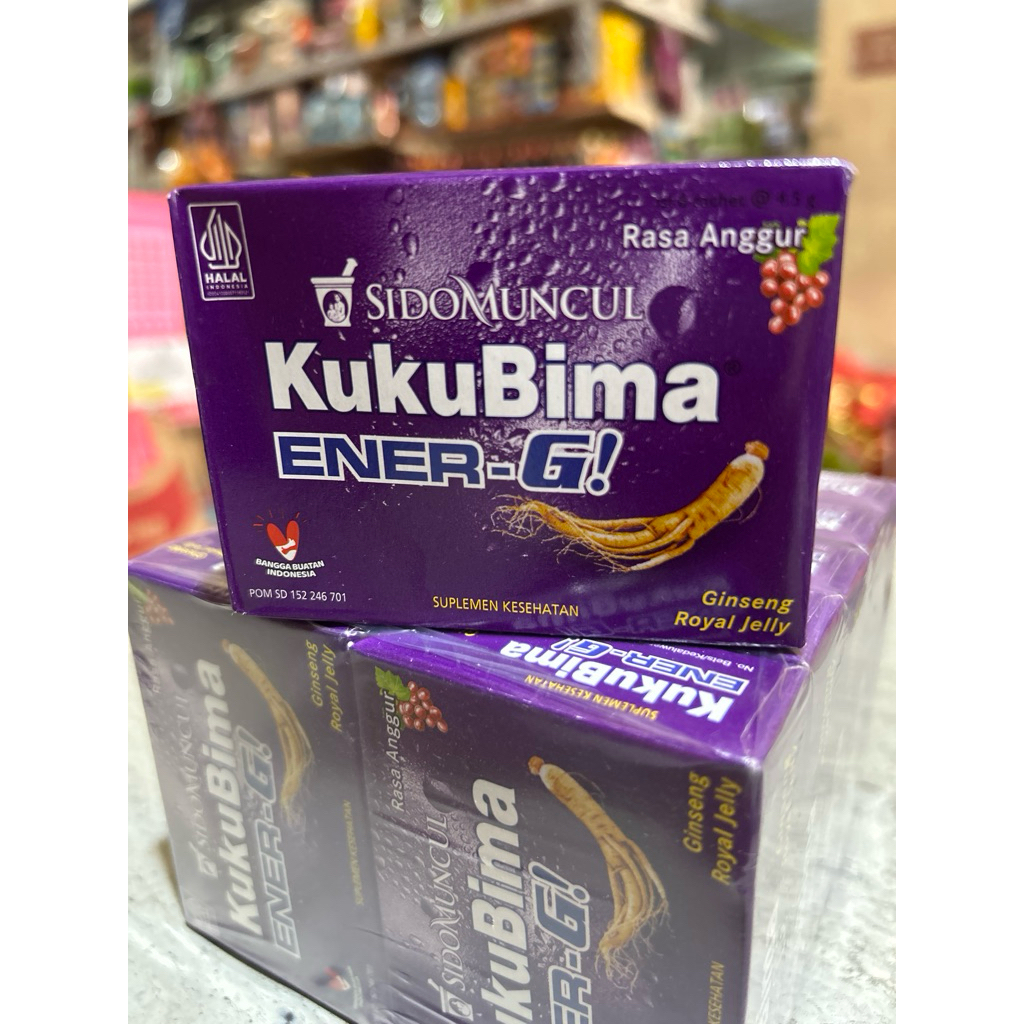 HALAL
INDONESIA
Rasa Anggur
SIDOMUNCUL
KukuBima®
ENER-G!
BANGGA BUATAN
INDONESIA
POM SD 152 246 701
SUPLEMEN KESEHATAN
Ginseng
Royal Jelly
SUPLEMEN KESEHATAN
KukuBima
ENER-G!
SIDOMUNCUL
KukuBima
ENER-G!
SUPLEMEN KESEHATAN
Ginseng
Royal Jelly
Rasa Anggur
SIDOMUNCUL
KukuBima
ENER-G!
KESEHATAN
Ginseng
Royal Jelly